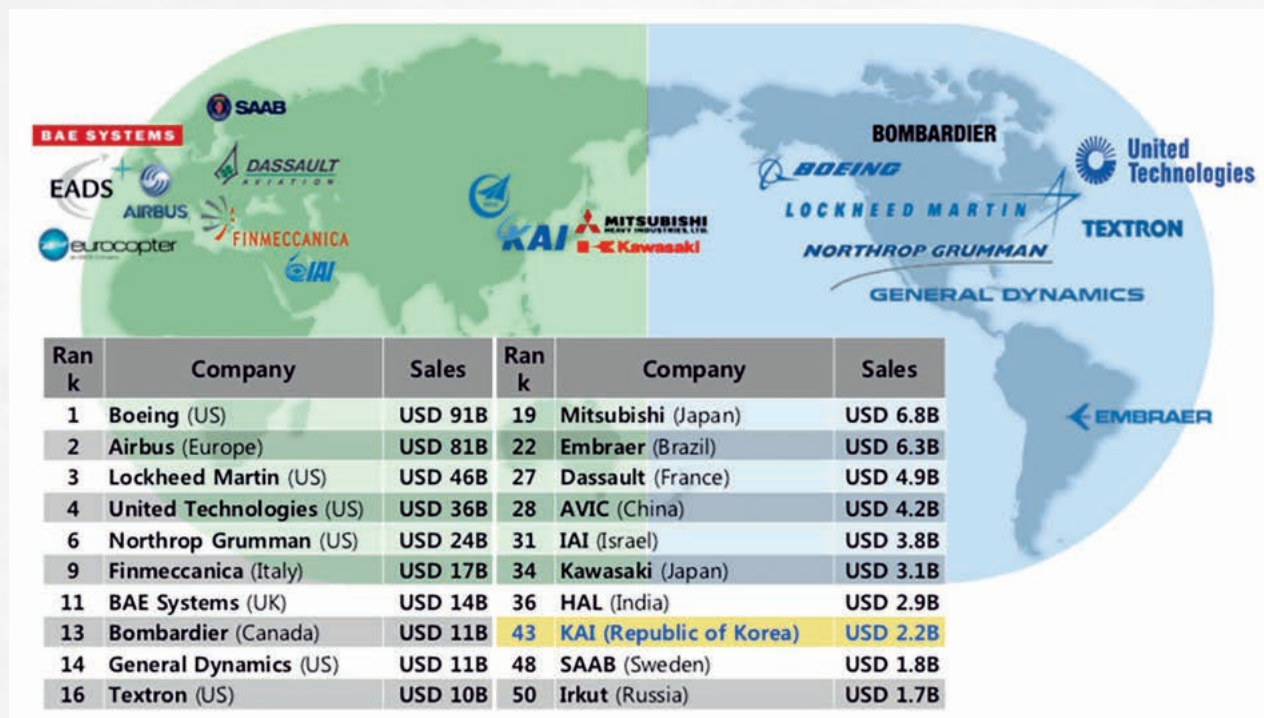 SAAB
BAE SYSTEMS
BOMBARDIER
United
Technologies
DASSAULT
AVIATION
BOEING
EADS
AIRBUS
LOCKHEED MARTIN
FINMECCANICA
KAI
MITSUBISHI
HEAVY INDUSTRIES, LTD.
Kawasaki
TEXTRON
eurocopter
NORTHROP GRUMMAN
IAI
GENERAL DYNAMICS
EMBRAER
Ran
k Company Sales Ran
k Company Sales
1 Boeing (US) USD 91B 19 Mitsubishi (Japan) USD 6.8B
2 Airbus (Europe) USD 81B 22 Embraer (Brazil) USD 6.3B
3 Lockheed Martin (US) USD 46B 27 Dassault (France) USD 4.9B
4 United Technologies (US) USD 36B 28 AVIC (China) USD 4.2B
6 Northrop Grumman (US) USD 24B 31 IAI (Israel) USD 3.8B
9 Finmeccanica (Italy) USD 17B 34 Kawasaki (Japan) USD 3.1B
11 BAE Systems (UK) USD 14B 36 HAL (India) USD 2.9B
13 Bombardier (Canada) USD 11B 43 KAI (Republic of Korea) USD 2.2B
14 General Dynamics (US) USD 11B 48 SAAB (Sweden) USD 1.8B
16 Textron (US) USD 10B 50 Irkut (Russia) USD 1.7B